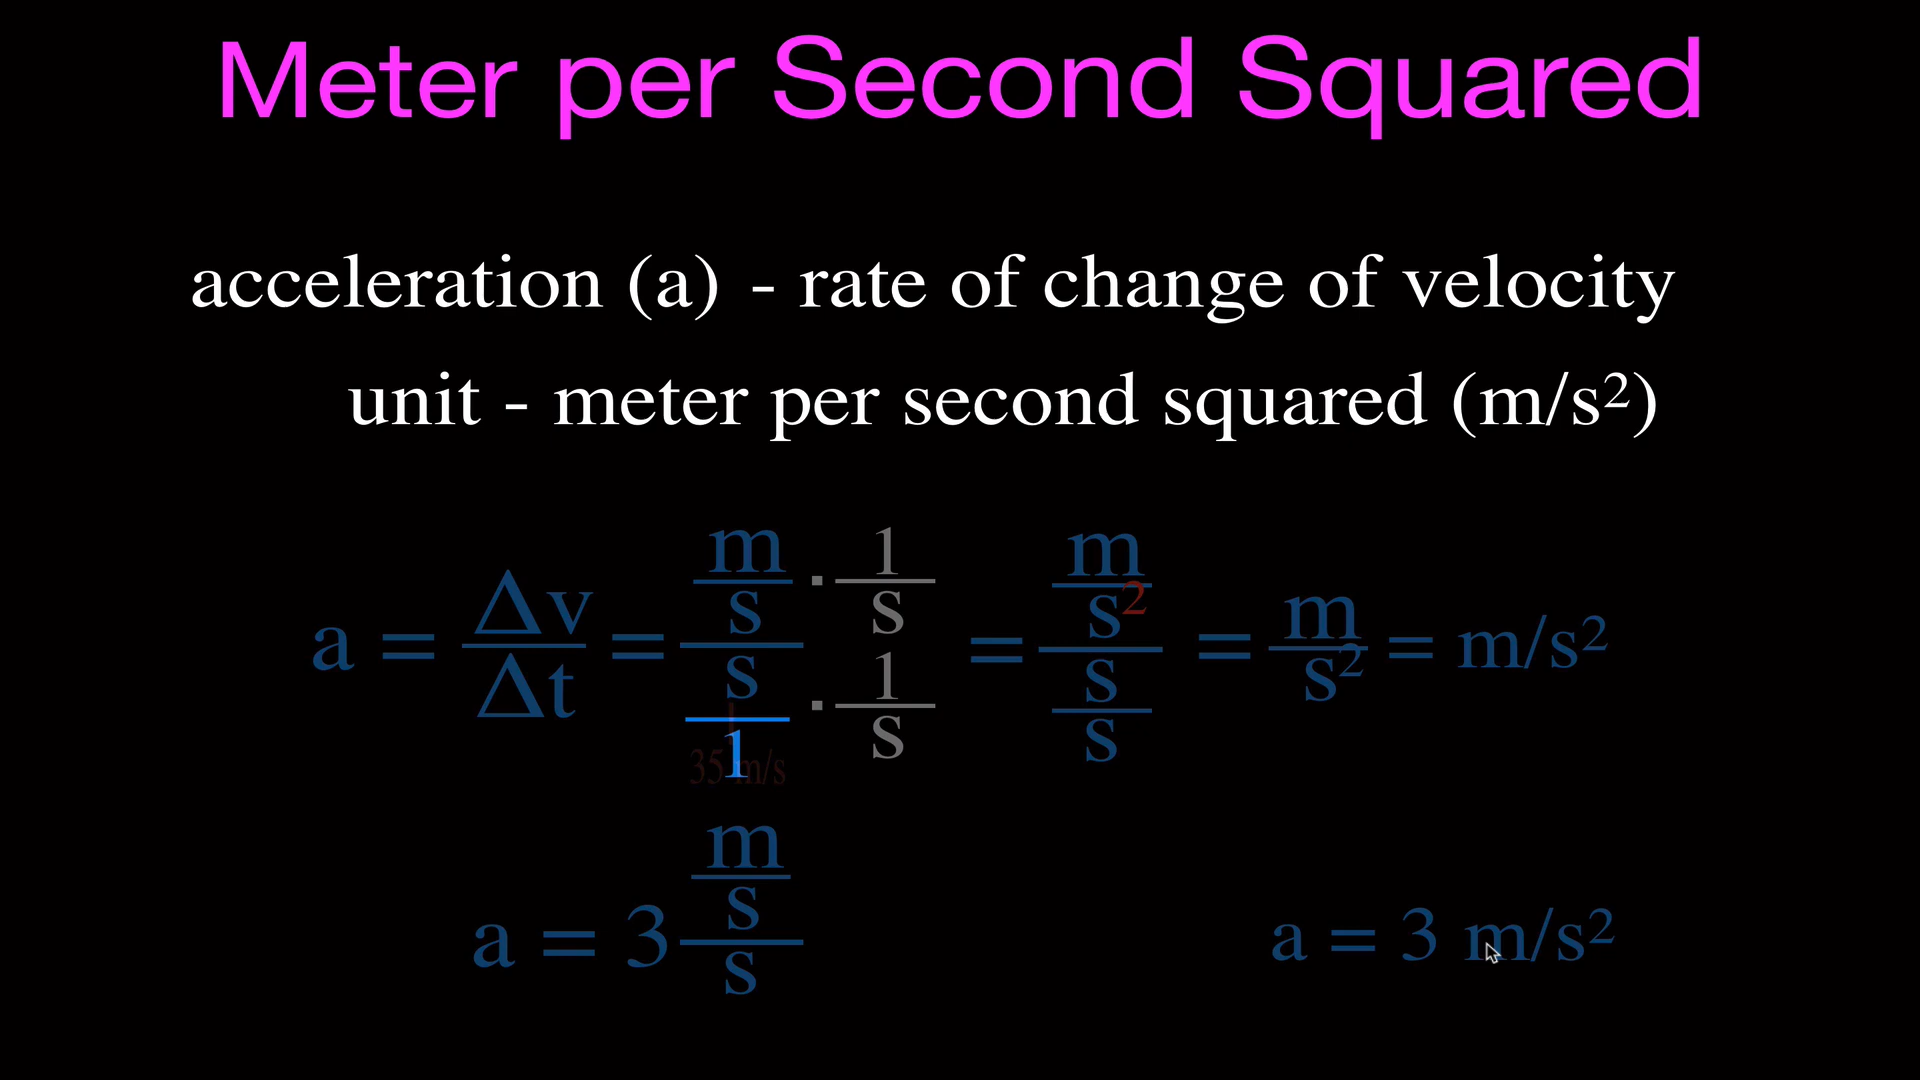 Meter per Second Squared
acceleration (a) - rate of change of velocity
unit - meter per second squared (m/s²)
a = Δv/Δt = m/s/s/1 · 1/s · 1/s = m/s²/s/s = m/s² = m/s²
35 m/s
a = 3 m/s/s
a = 3 m/s²